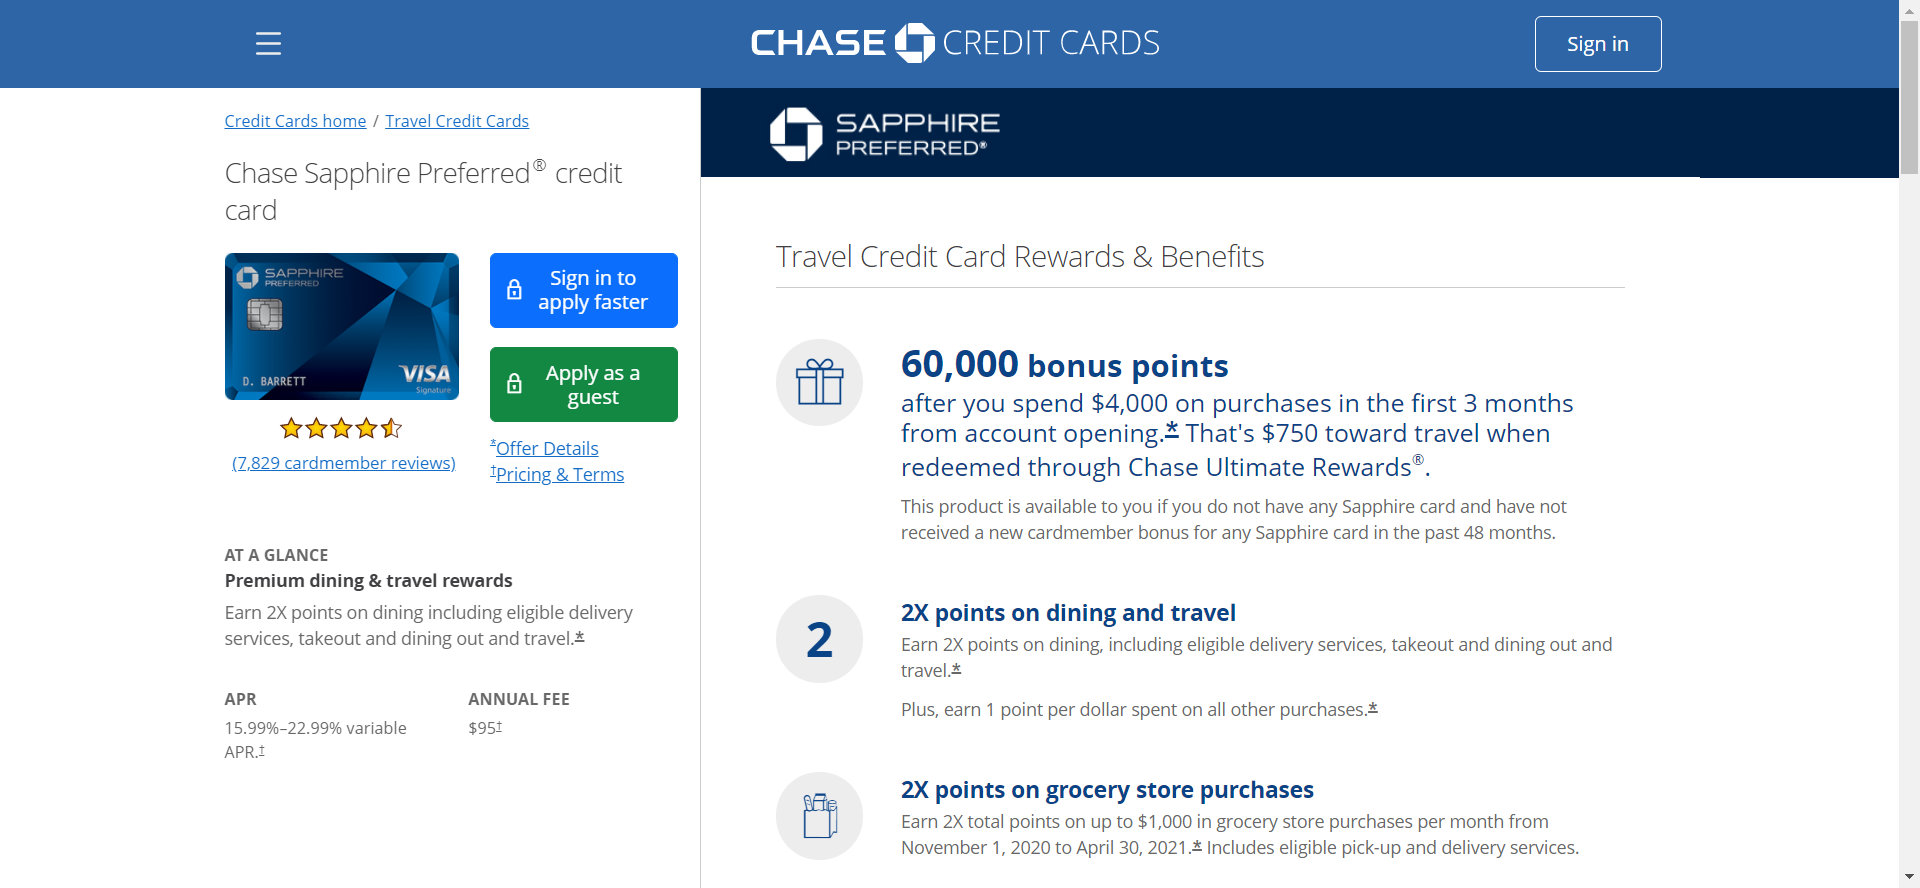 CHASE CREDIT CARDS
Sign in
Credit Cards home / Travel Credit Cards
Chase Sapphire Preferred® credit
card
SAPPHIRE
PREFERRED
D. BARRETT
VISA
Signature
Sign in to
apply faster
Apply as a
guest
(7,829 cardmember reviews)
*Offer Details
†Pricing & Terms
AT A GLANCE
Premium dining & travel rewards
Earn 2X points on dining including eligible delivery
services, takeout and dining out and travel.*
APR
15.99%–22.99% variable
APR.†
ANNUAL FEE
$95†
SAPPHIRE
PREFERRED®
Travel Credit Card Rewards & Benefits
60,000 bonus points
after you spend $4,000 on purchases in the first 3 months
from account opening.* That's $750 toward travel when
redeemed through Chase Ultimate Rewards®.
This product is available to you if you do not have any Sapphire card and have not
received a new cardmember bonus for any Sapphire card in the past 48 months.
2
2X points on dining and travel
Earn 2X points on dining, including eligible delivery services, takeout and dining out and
travel.*
Plus, earn 1 point per dollar spent on all other purchases.*
2X points on grocery store purchases
Earn 2X total points on up to $1,000 in grocery store purchases per month from
November 1, 2020 to April 30, 2021.* Includes eligible pick-up and delivery services.